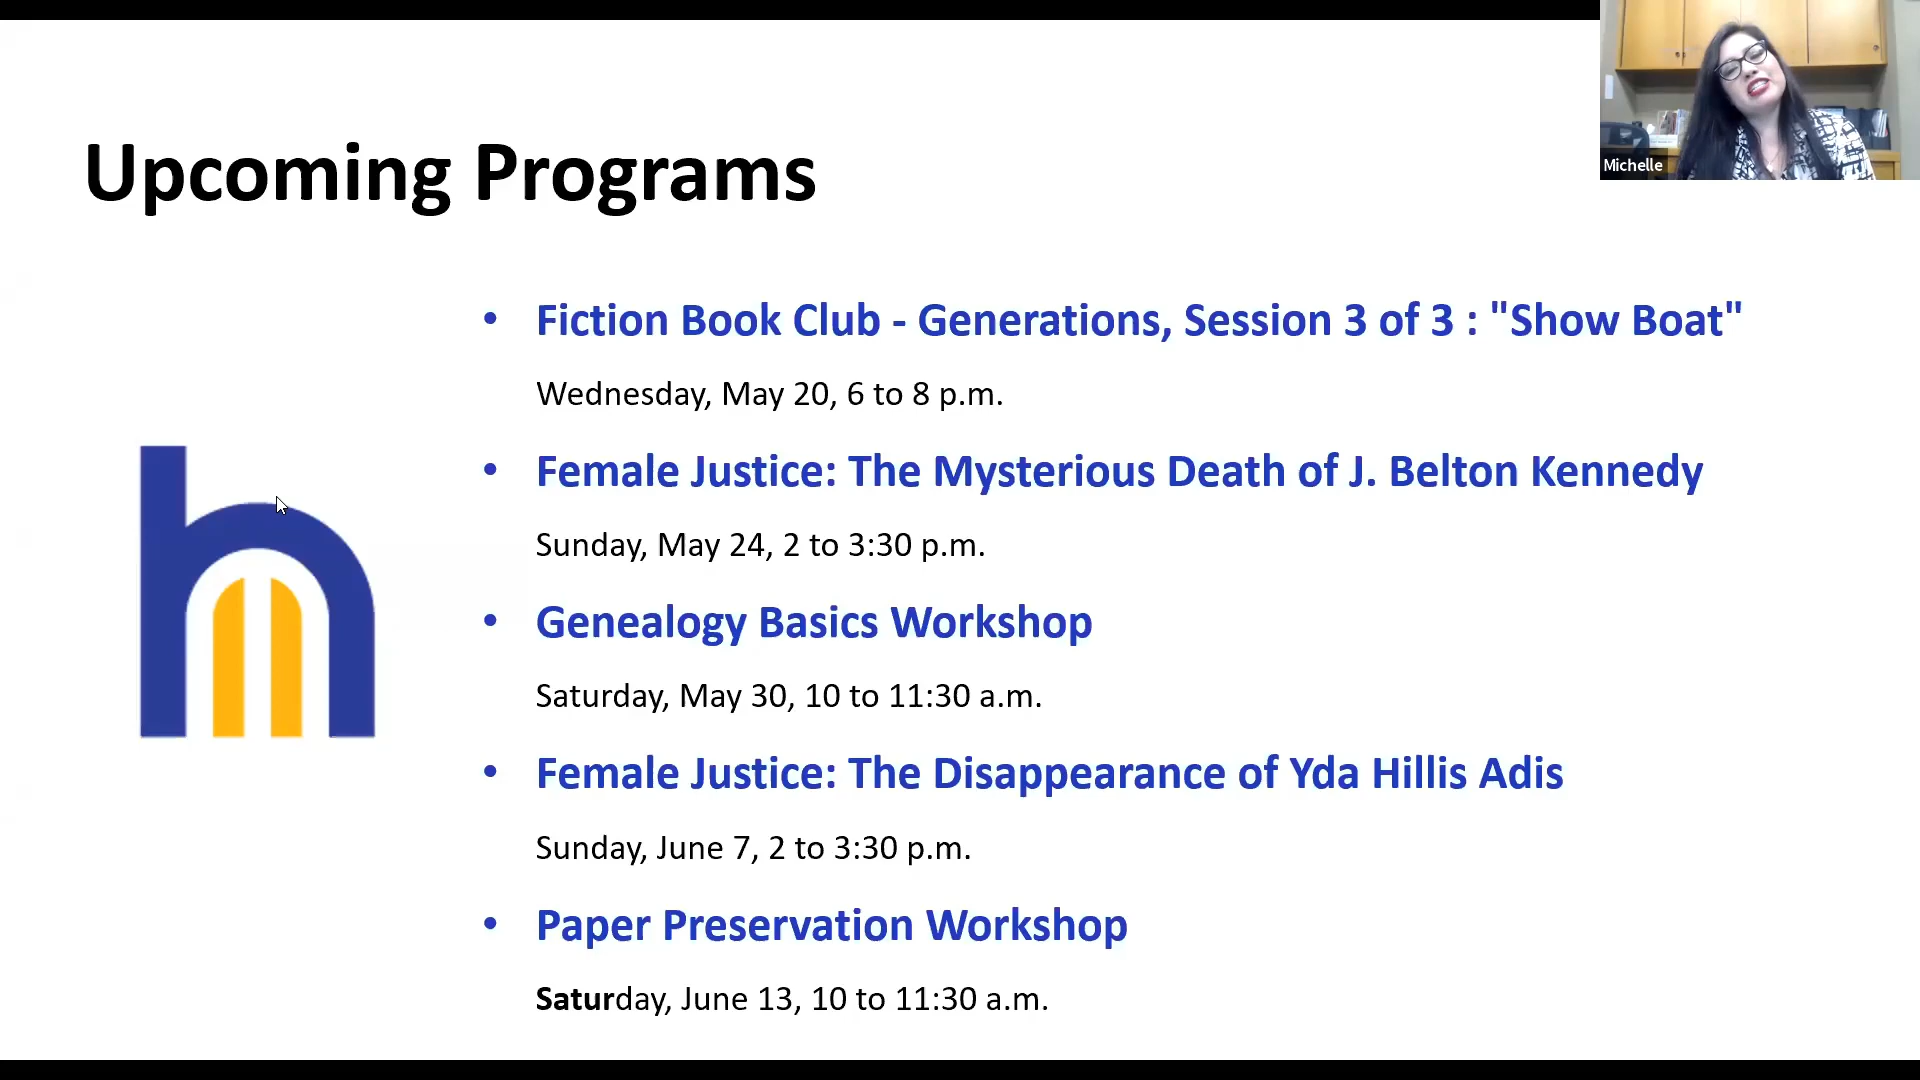 Michelle
Upcoming Programs
• Fiction Book Club - Generations, Session 3 of 3 : "Show Boat"
Wednesday, May 20, 6 to 8 p.m.
• Female Justice: The Mysterious Death of J. Belton Kennedy
Sunday, May 24, 2 to 3:30 p.m.
• Genealogy Basics Workshop
Saturday, May 30, 10 to 11:30 a.m.
• Female Justice: The Disappearance of Yda Hillis Adis
Sunday, June 7, 2 to 3:30 p.m.
• Paper Preservation Workshop
Saturday, June 13, 10 to 11:30 a.m.